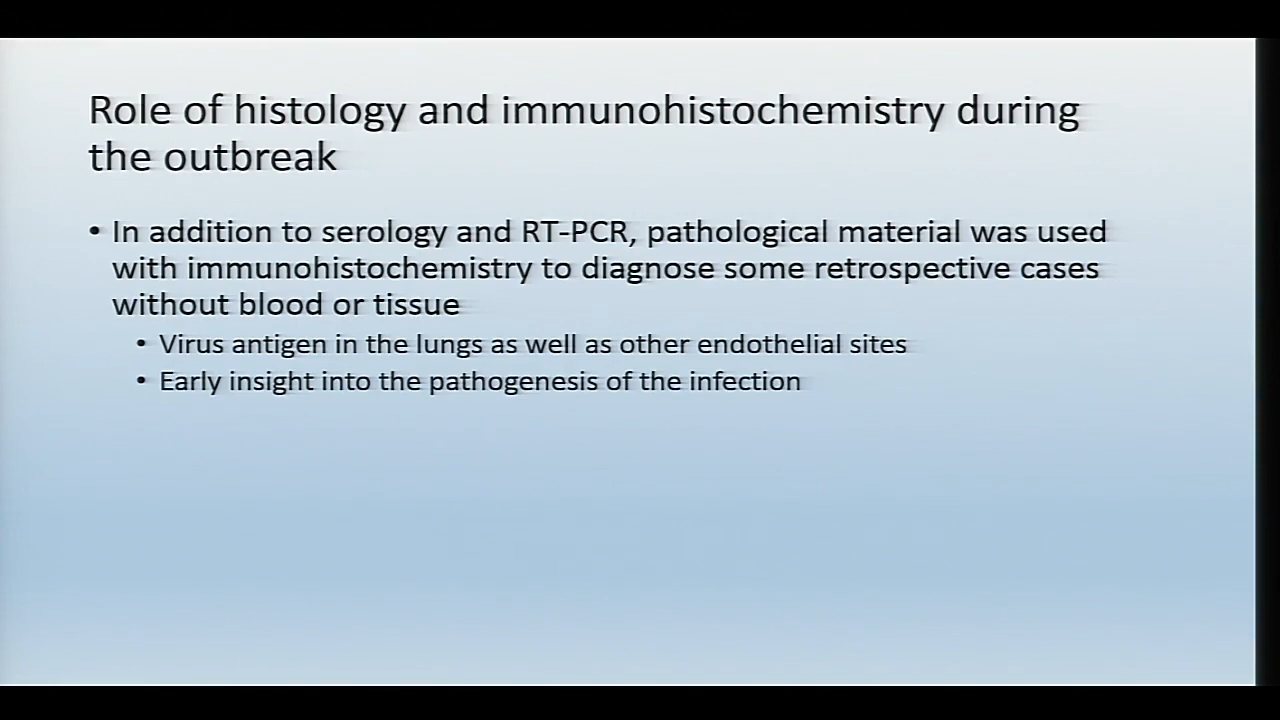 Role of histology and immunohistochemistry during
the outbreak
• In addition to serology and RT-PCR, pathological material was used
with immunohistochemistry to diagnose some retrospective cases
without blood or tissue
• Virus antigen in the lungs as well as other endothelial sites
• Early insight into the pathogenesis of the infection